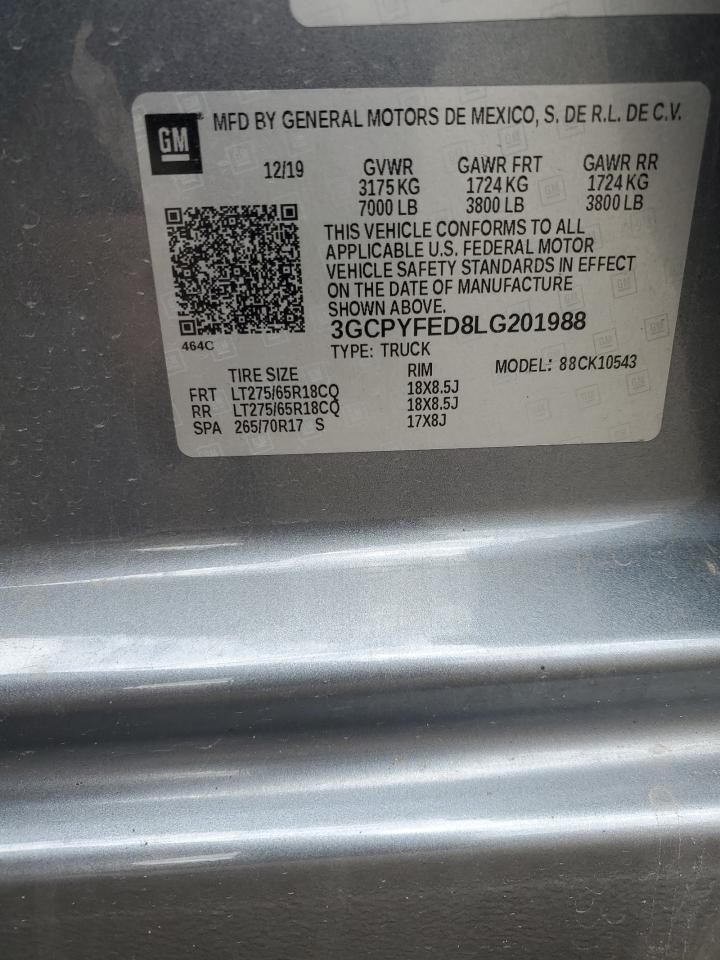 GM MFD BY GENERAL MOTORS DE MEXICO, S. DE R.L. DE C.V.
12/19 GVWR GAWR FRT GAWR RR
3175 KG 1724 KG 1724 KG
7000 LB 3800 LB 3800 LB
THIS VEHICLE CONFORMS TO ALL
APPLICABLE U.S. FEDERAL MOTOR
VEHICLE SAFETY STANDARDS IN EFFECT
ON THE DATE OF MANUFACTURE
SHOWN ABOVE.
3GCPYFED8LG201988
464C
TYPE: TRUCK
MODEL: 88CK10543
TIRE SIZE RIM
FRT LT275/65R18CQ 18X8.5J
RR LT275/65R18CQ 18X8.5J
SPA 265/70R17 S 17X8J